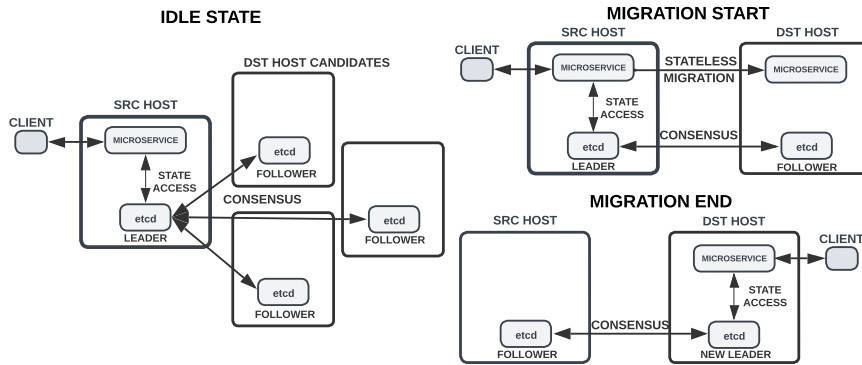 IDLE STATE
DST HOST CANDIDATES
SRC HOST
CLIENT
MICROSERVICE
etcd
FOLLOWER
STATE
ACCESS
CONSENSUS
etcd
LEADER
etcd
FOLLOWER
etcd
FOLLOWER
MIGRATION START
SRC HOST
DST HOST
CLIENT
MICROSERVICE
STATELESS
MIGRATION
MICROSERVICE
STATE
ACCESS
CONSENSUS
etcd
LEADER
etcd
FOLLOWER
MIGRATION END
SRC HOST
DST HOST
CLIENT
MICROSERVICE
STATE
ACCESS
CONSENSUS
etcd
FOLLOWER
etcd
NEW LEADER